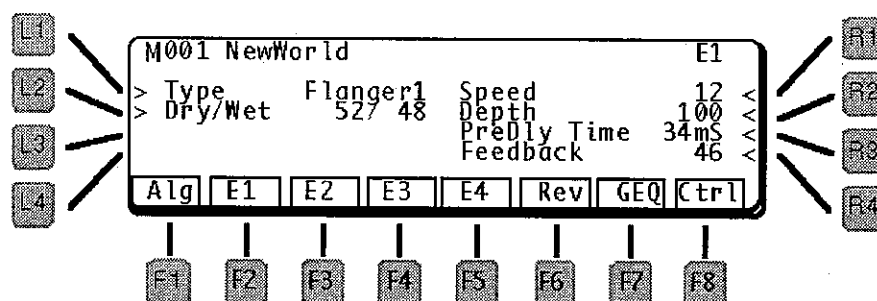 L1
R1
M001 NewWorld E1
L2
R2
> Type Flanger1 Speed 12 <
> Dry/Wet 52/ 48 Depth 100 <
PreDly Time 34mS <
L3
R3
Feedback 46 <
L4
R4
Alg E1 E2 E3 E4 Rev GEQ Ctrl
F1 F2 F3 F4 F5 F6 F7 F8